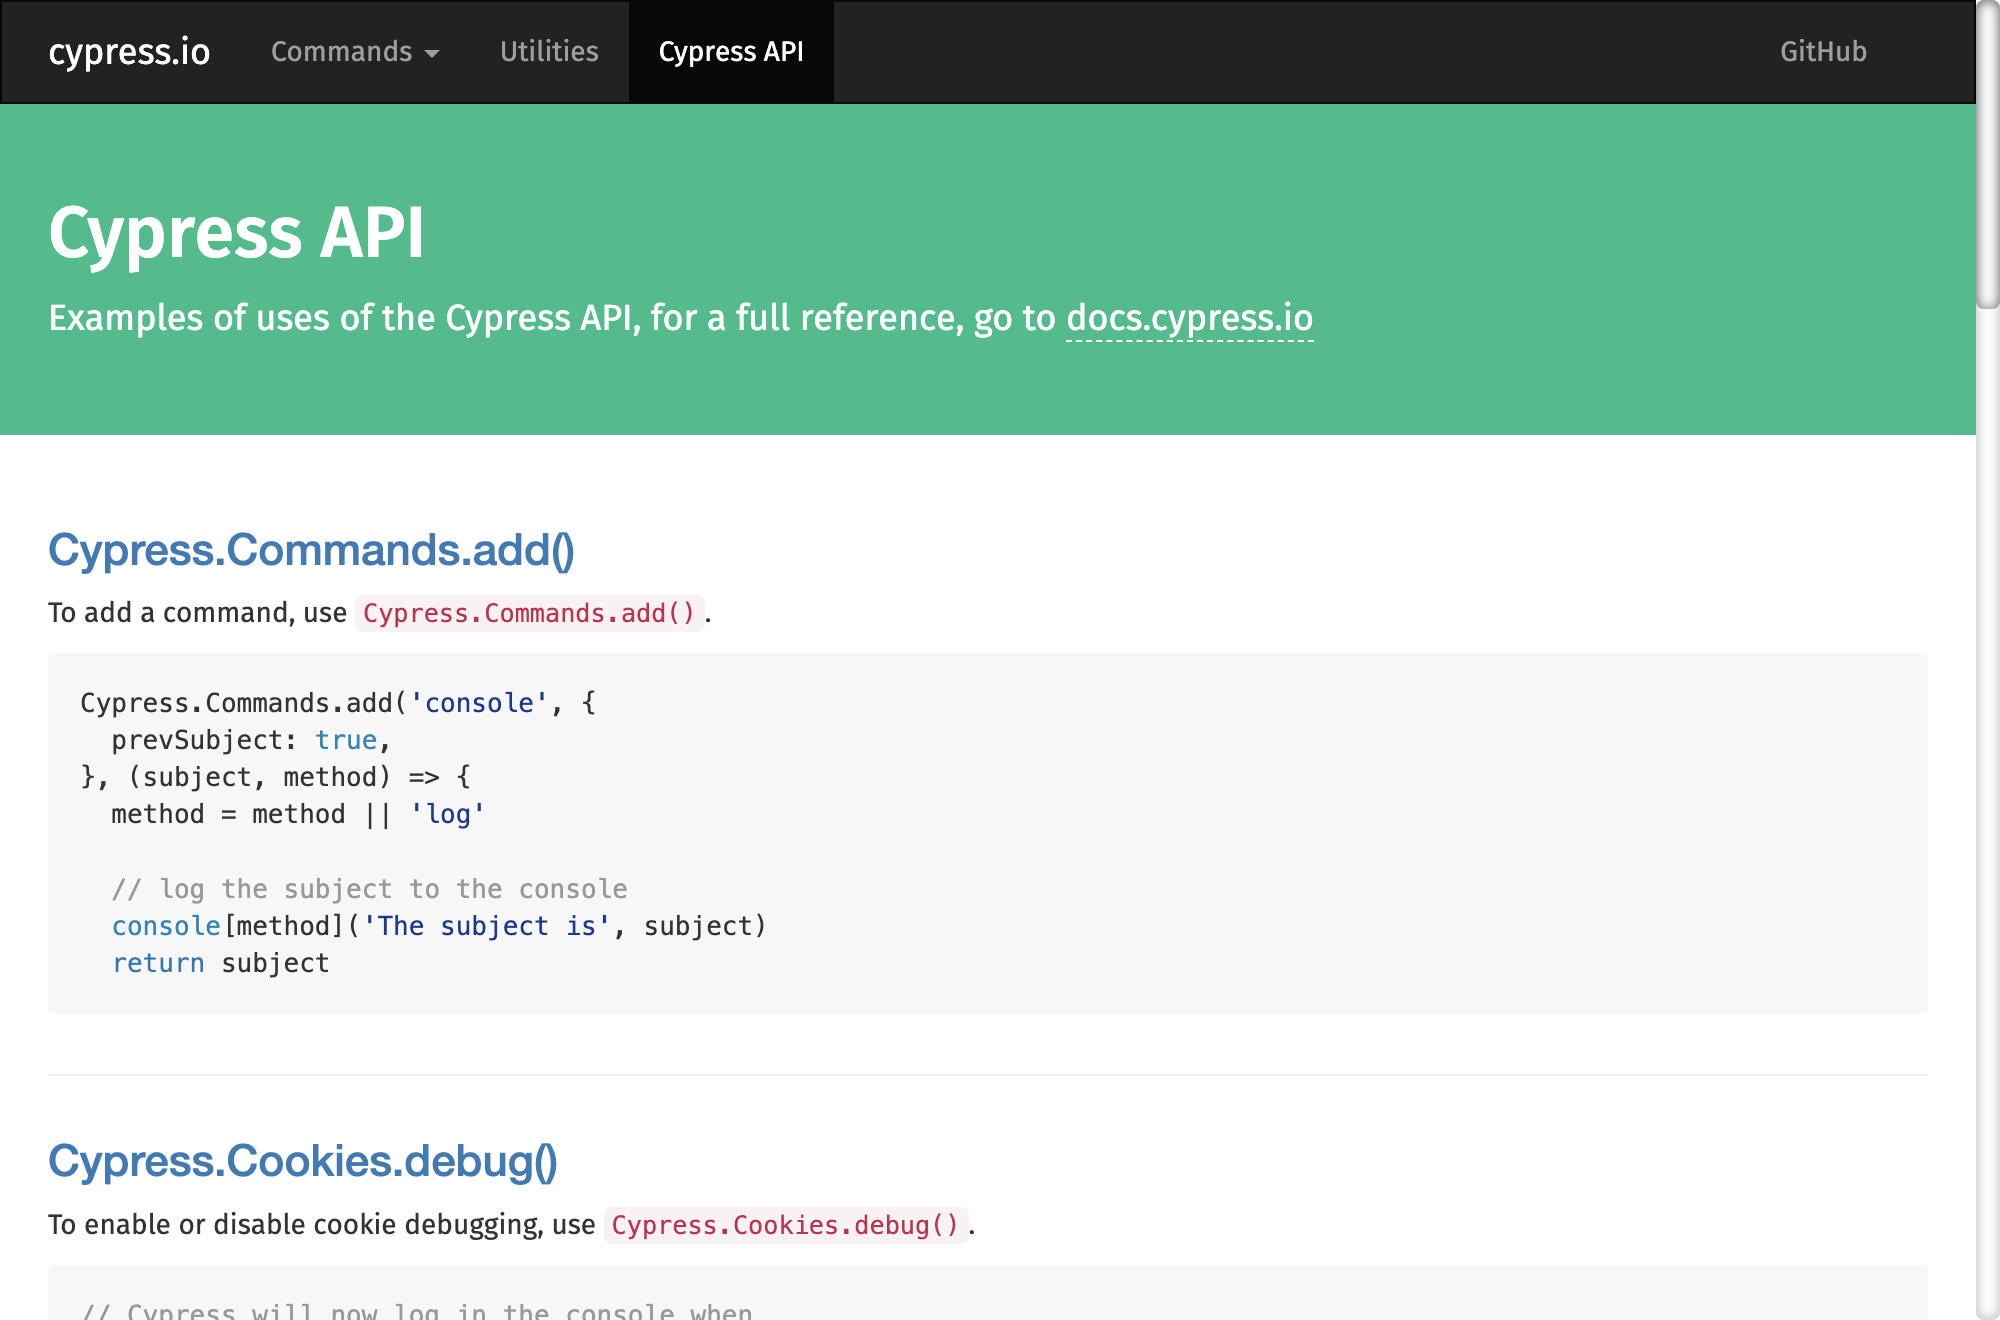 cypress.io Commands Utilities Cypress API GitHub
Cypress API
Examples of uses of the Cypress API, for a full reference, go to docs.cypress.io
Cypress.Commands.add()
To add a command, use Cypress.Commands.add().
Cypress.Commands.add('console', {
  prevSubject: true,
}, (subject, method) => {
  method = method || 'log'

  // log the subject to the console
  console[method]('The subject is', subject)
  return subject
Cypress.Cookies.debug()
To enable or disable cookie debugging, use Cypress.Cookies.debug().
// Cypress will now log in the console when